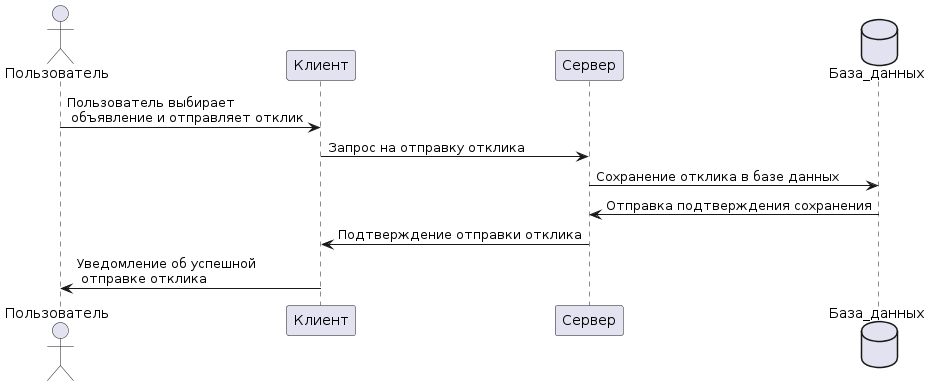 Пользователь
Клиент
Сервер
База_данных
Пользователь выбирает
объявление и отправляет отклик
Запрос на отправку отклика
Сохранение отклика в базе данных
Отправка подтверждения сохранения
Подтверждение отправки отклика
Уведомление об успешной
отправке отклика
Пользователь
Клиент
Сервер
База_данных